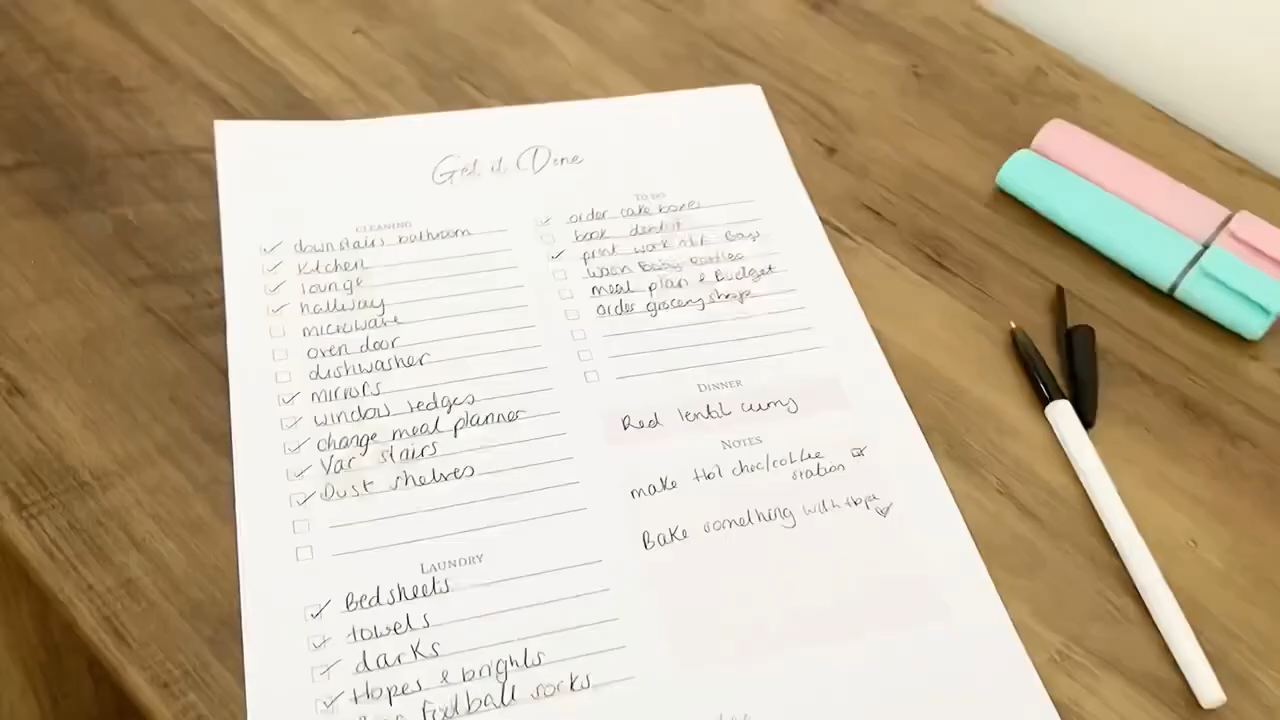 Get it Done
CLEANING
downstairs bathroom
Kitchen
lounge
hallway
microwave
oven door
dishwasher
mirrors
window ledges
change meal planner
Vac stairs
Dust shelves
LAUNDRY
Bedsheets
towels
darks
Hopes & brights
football socks
TO DO
order cake boxes
book dentist
print work
wash Baby Bottles
meal plan & Budget
order grocery shop
DINNER
Red lentil curry
NOTES
make Hot choc/coffee
station
Bake something with Hope